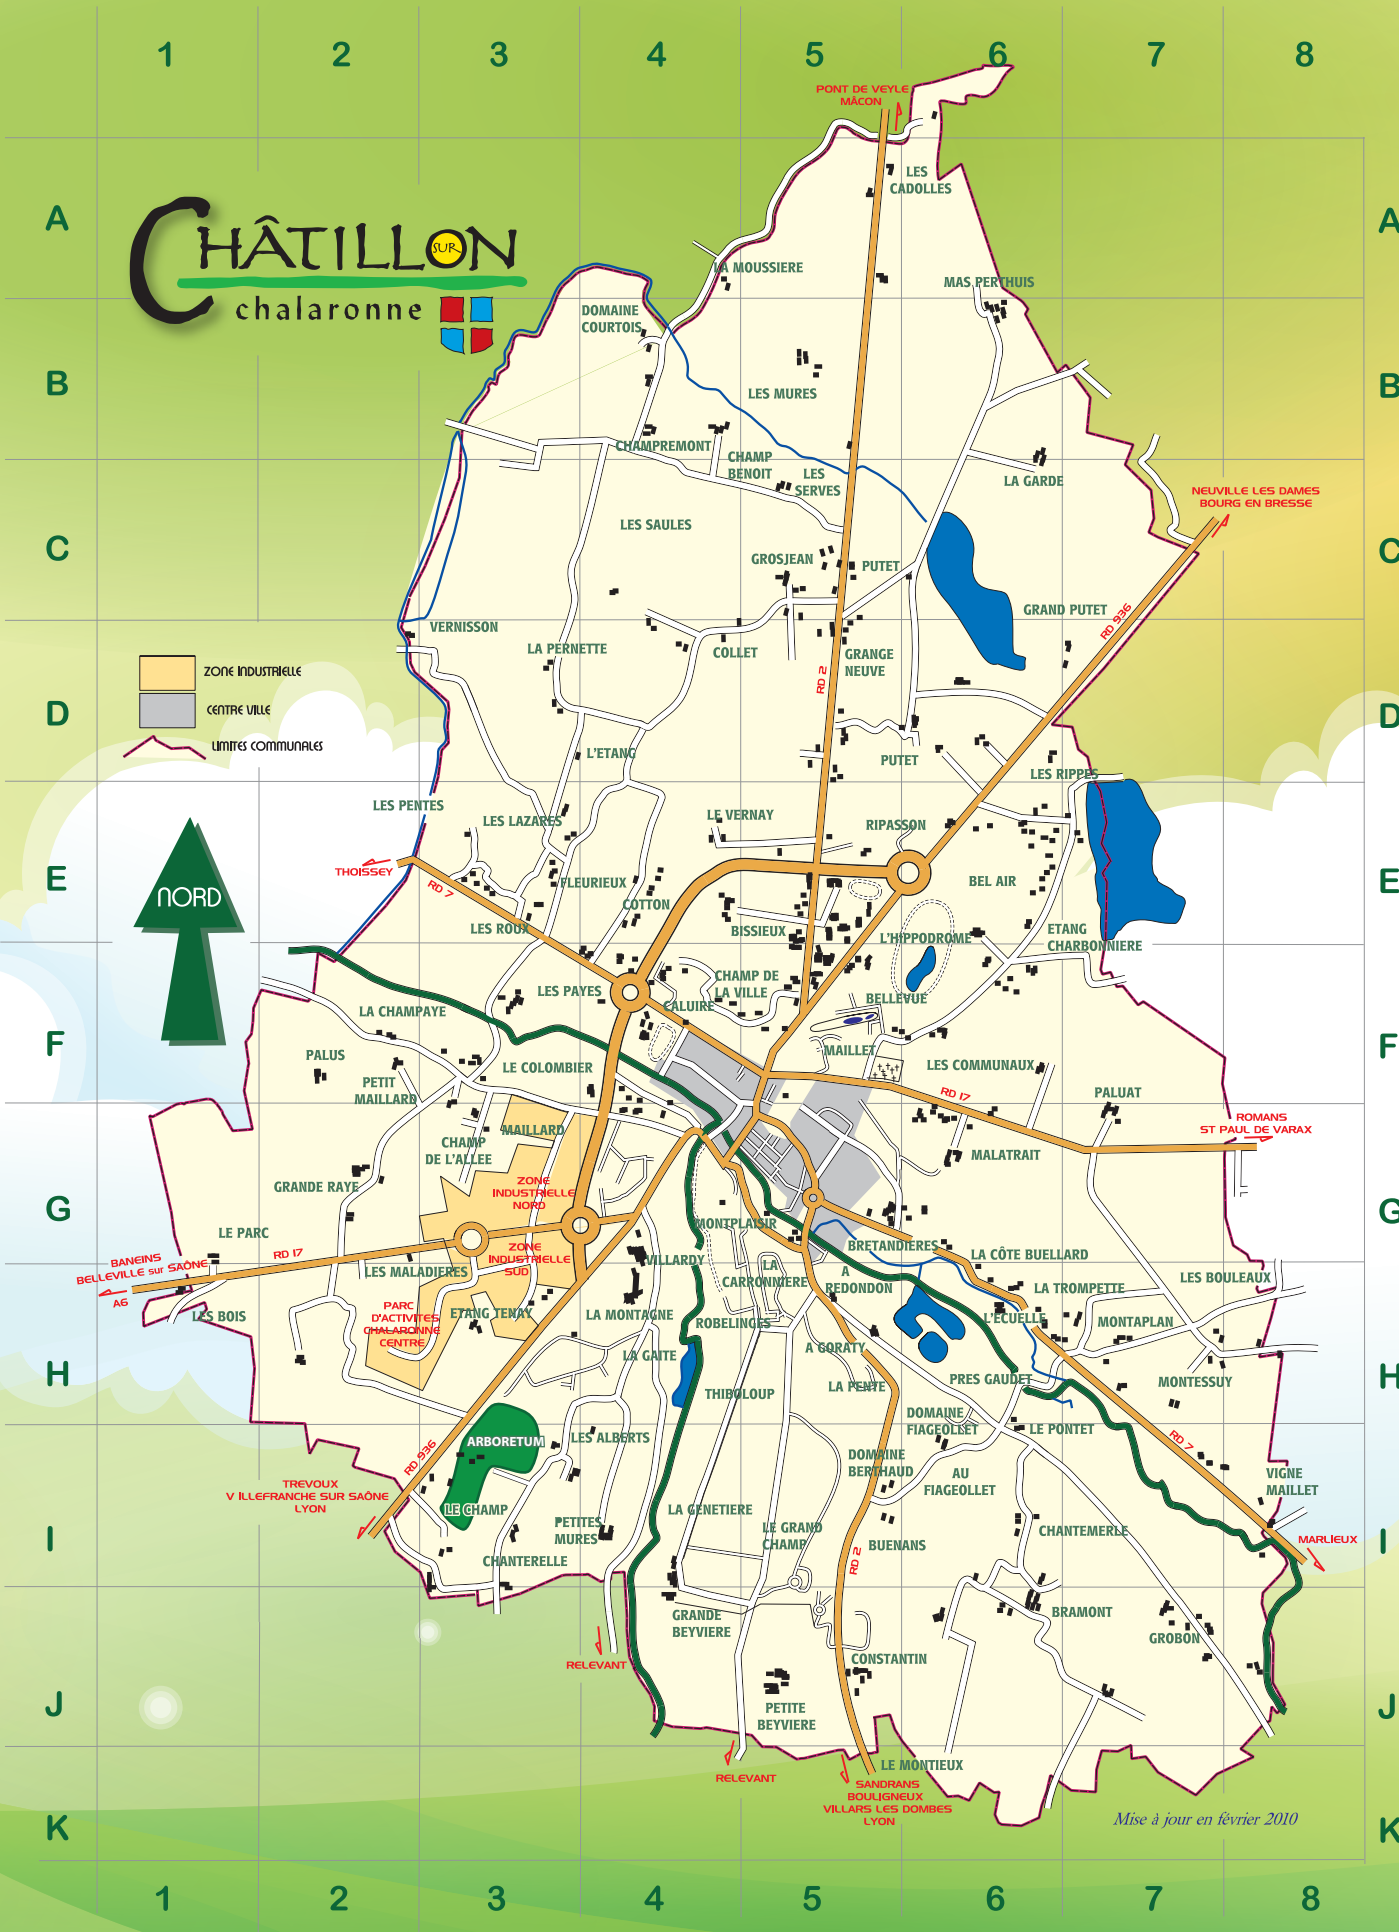 1 2 3 4 5 6 7 8
PONT DE VEYLE
MÂCON
LES
CADOLLES
A
A
CHÂTILLON
SUR
chalaronne
LA MOUSSIERE
MAS PERTHUIS
DOMAINE
COURTOIS
B
B
LES MURES
CHAMPREMONT
CHAMP
BENOIT
LES
SERVES
LA GARDE
NEUVILLE LES DAMES
BOURG EN BRESSE
LES SAULES
C
C
GROSJEAN
PUTET
GRAND PUTET
RD 936
VERNISSON
LA PERNETTE
COLLET
GRANGE
NEUVE
RD 2
ZONE INDUSTRIELLE
CENTRE VILLE
LIMITES COMMUNALES
D
D
L'ETANG
PUTET
LES RIPPES
LES PENTES
LES LAZARES
LE VERNAY
RIPASSON
THOISSEY
RD 7
FLEURIEUX
BEL AIR
E
E
NORD
COTTON
LES ROUX
BISSIEUX
L'HIPPODROME
ETANG
CHARBONNIERE
LES PAYES
CHAMP DE
LA VILLE
CALUIRE
BELLEVUE
LA CHAMPAYE
F
F
PALUS
MAILLET
LE COLOMBIER
LES COMMUNAUX
PETIT
MAILLARD
RD 17
PALUAT
ROMANS
ST PAUL DE VARAX
MAILLARD
CHAMP
DE L'ALLEE
MALATRAIT
GRANDE RAYE
ZONE
INDUSTRIELLE
NORD
G
G
LE PARC
MONTPLAISIR
BRETANDIERES
BANEINS
BELLEVILLE sur SAÔNE
A6
RD 17
ZONE
INDUSTRIELLE
SUD
VILLARDY
LA CÔTE BUELLARD
LES MALADIERES
LA
CARRONNIERE
A
REDONDON
LA TROMPETTE
LES BOULEAUX
LES BOIS
PARC
D'ACTIVITES
CHALARONNE
CENTRE
ETANG TENAY
LA MONTAGNE
ROBELINGES
L'ECUELLE
MONTAPLAN
LA GAITE
A GORATY
H
H
THIBOLOUP
LA PENTE
PRES GAUDET
MONTESSUY
DOMAINE
FIAGEOLLET
LE PONTET
ARBORETUM
LES ALBERTS
RD 936
DOMAINE
BERTHAUD
AU
FIAGEOLLET
RD 7
VIGNE
MAILLET
TREVOUX
V ILLEFRANCHE SUR SAÔNE
LYON
LE CHAMP
LA GENETIERE
PETITES
MURES
LE GRAND
CHAMP
CHANTEMERLE
I
I
CHANTERELLE
BUENANS
RD 2
MARLIEUX
GRANDE
BEYVIERE
BRAMONT
GROBON
RELEVANT
CONSTANTIN
J
J
PETITE
BEYVIERE
RELEVANT
LE MONTIEUX
SANDRANS
BOULIGNEUX
VILLARS LES DOMBES
LYON
Mise à jour en février 2010
K
K
1 2 3 4 5 6 7 8